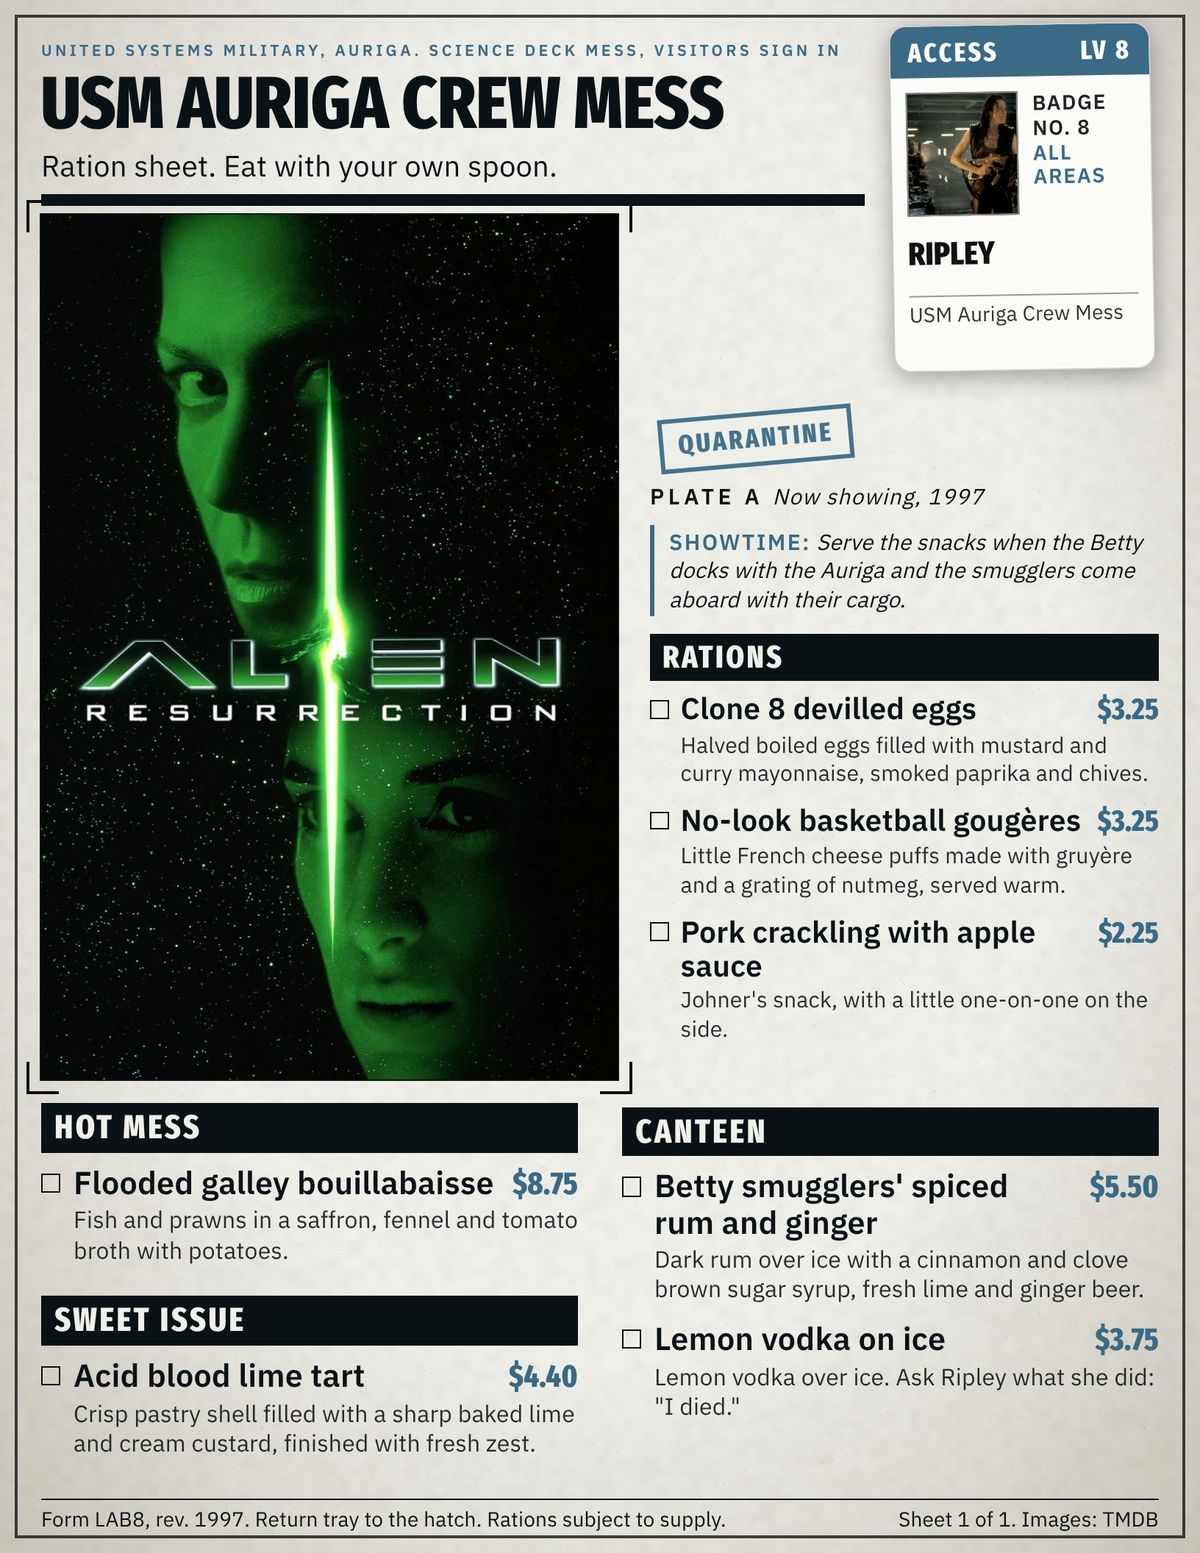 UNITED SYSTEMS MILITARY, AURIGA. SCIENCE DECK MESS, VISITORS SIGN IN
USM AURIGA CREW MESS
Ration sheet. Eat with your own spoon.
ACCESS LV 8
BADGE
NO. 8
ALL
AREAS
RIPLEY
USM Auriga Crew Mess
ALIEN
RESURRECTION
QUARANTINE
PLATE A Now showing, 1997
SHOWTIME: Serve the snacks when the Betty
docks with the Auriga and the smugglers come
aboard with their cargo.
RATIONS
Clone 8 devilled eggs $3.25
Halved boiled eggs filled with mustard and
curry mayonnaise, smoked paprika and chives.
No-look basketball gougères $3.25
Little French cheese puffs made with gruyère
and a grating of nutmeg, served warm.
Pork crackling with apple $2.25
sauce
Johner's snack, with a little one-on-one on the
side.
HOT MESS
Flooded galley bouillabaisse $8.75
Fish and prawns in a saffron, fennel and tomato
broth with potatoes.
SWEET ISSUE
Acid blood lime tart $4.40
Crisp pastry shell filled with a sharp baked lime
and cream custard, finished with fresh zest.
CANTEEN
Betty smugglers' spiced $5.50
rum and ginger
Dark rum over ice with a cinnamon and clove
brown sugar syrup, fresh lime and ginger beer.
Lemon vodka on ice $3.75
Lemon vodka over ice. Ask Ripley what she did:
"I died."
Form LAB8, rev. 1997. Return tray to the hatch. Rations subject to supply.
Sheet 1 of 1. Images: TMDB